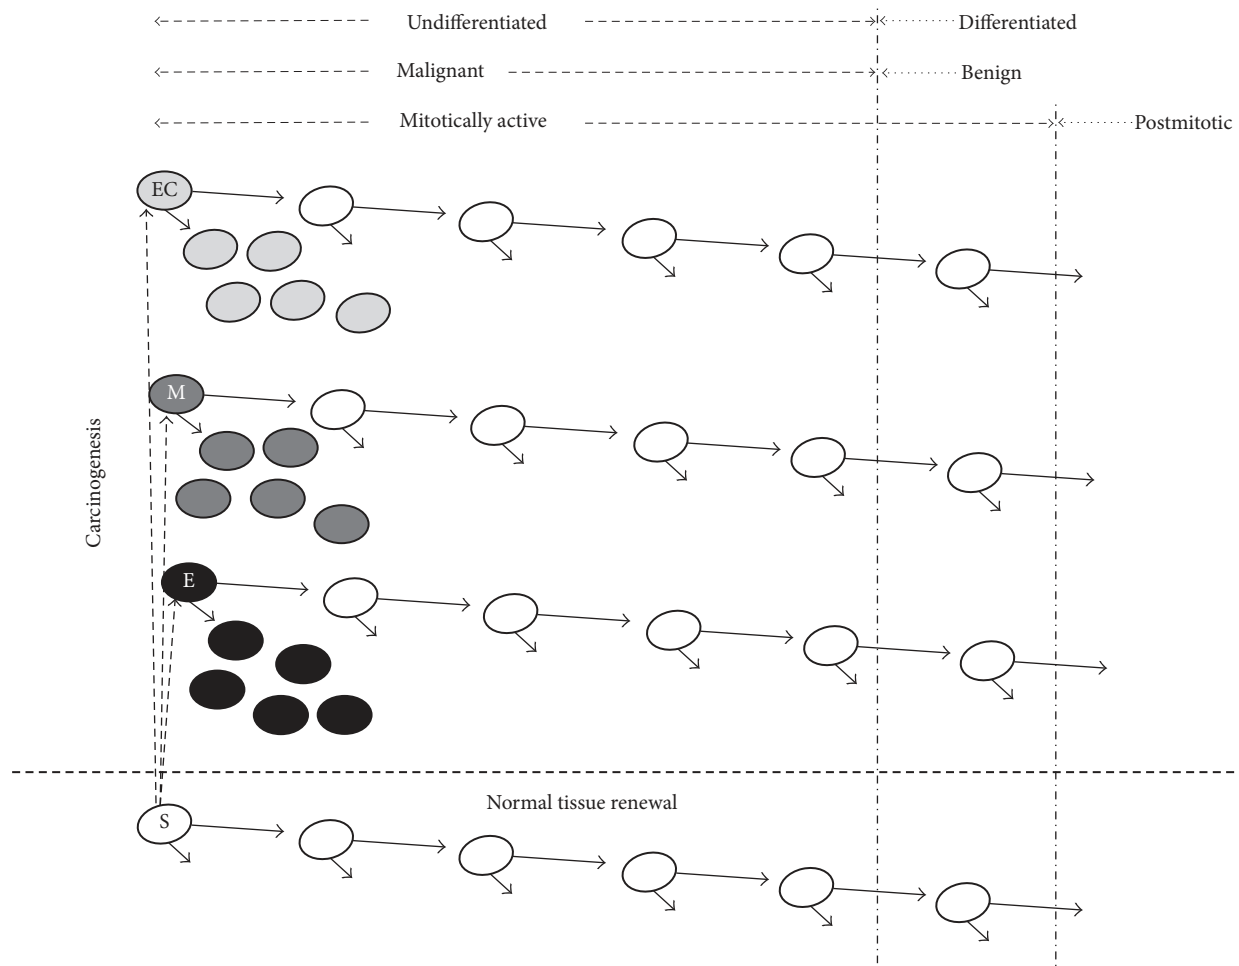 Undifferentiated
Differentiated
Malignant
Benign
Mitotically active
Postmitotic
EC
M
Carcinogenesis
E
Normal tissue renewal
S